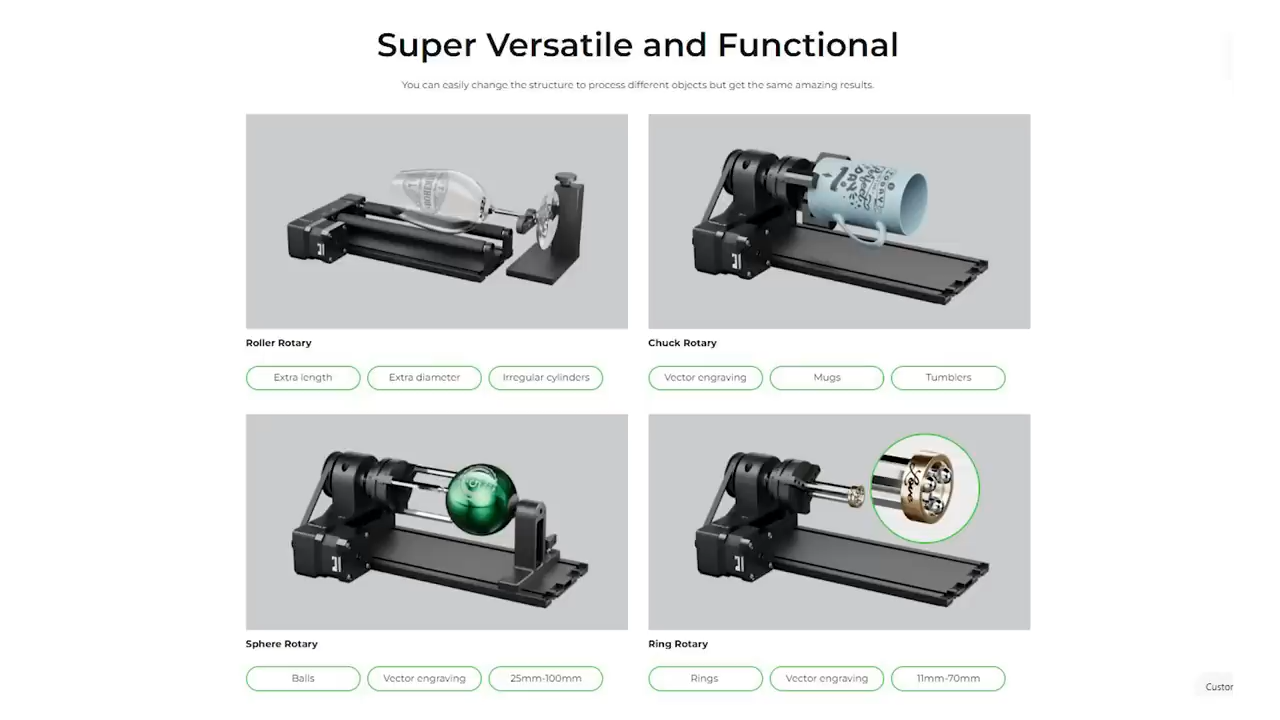 Super Versatile and Functional
You can easily change the structure to process different objects but get the same amazing results.
Roller Rotary
Extra length
Extra diameter
Irregular cylinders
Chuck Rotary
Vector engraving
Mugs
Tumblers
Sphere Rotary
Balls
Vector engraving
25mm-100mm
Ring Rotary
Love
Rings
Vector engraving
11mm-70mm
Custor